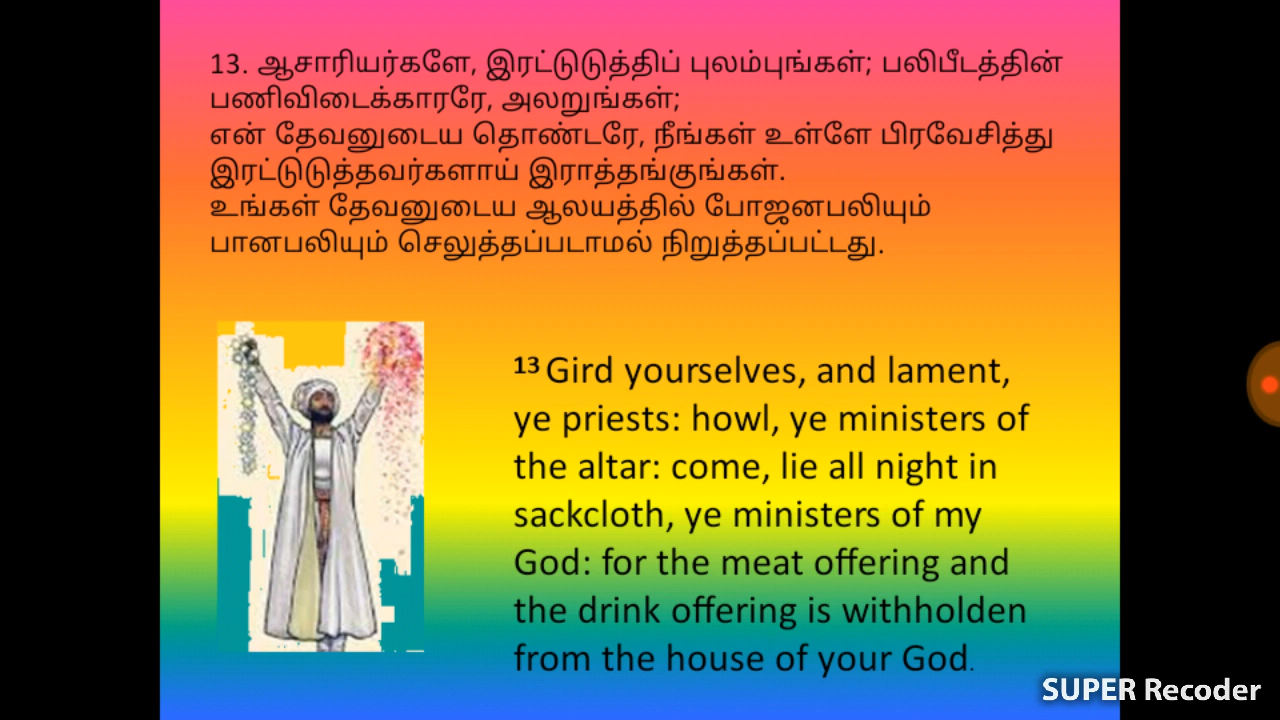 13. ஆசாரியர்களே, இரட்டுடுத்திப் புலம்புங்கள்; பலிபீடத்தின்
பணிவிடைக்காரரே, அலறுங்கள்;
என் தேவனுடைய தொண்டரே, நீங்கள் உள்ளே பிரவேசித்து
இரட்டுடுத்தவர்களாய் இராத்தங்குங்கள்.
உங்கள் தேவனுடைய ஆலயத்தில் போஜனபலியும்
பானபலியும் செலுத்தப்படாமல் நிறுத்தப்பட்டது.
13 Gird yourselves, and lament,
ye priests: howl, ye ministers of
the altar: come, lie all night in
sackcloth, ye ministers of my
God: for the meat offering and
the drink offering is withholden
from the house of your God.
SUPER Recoder